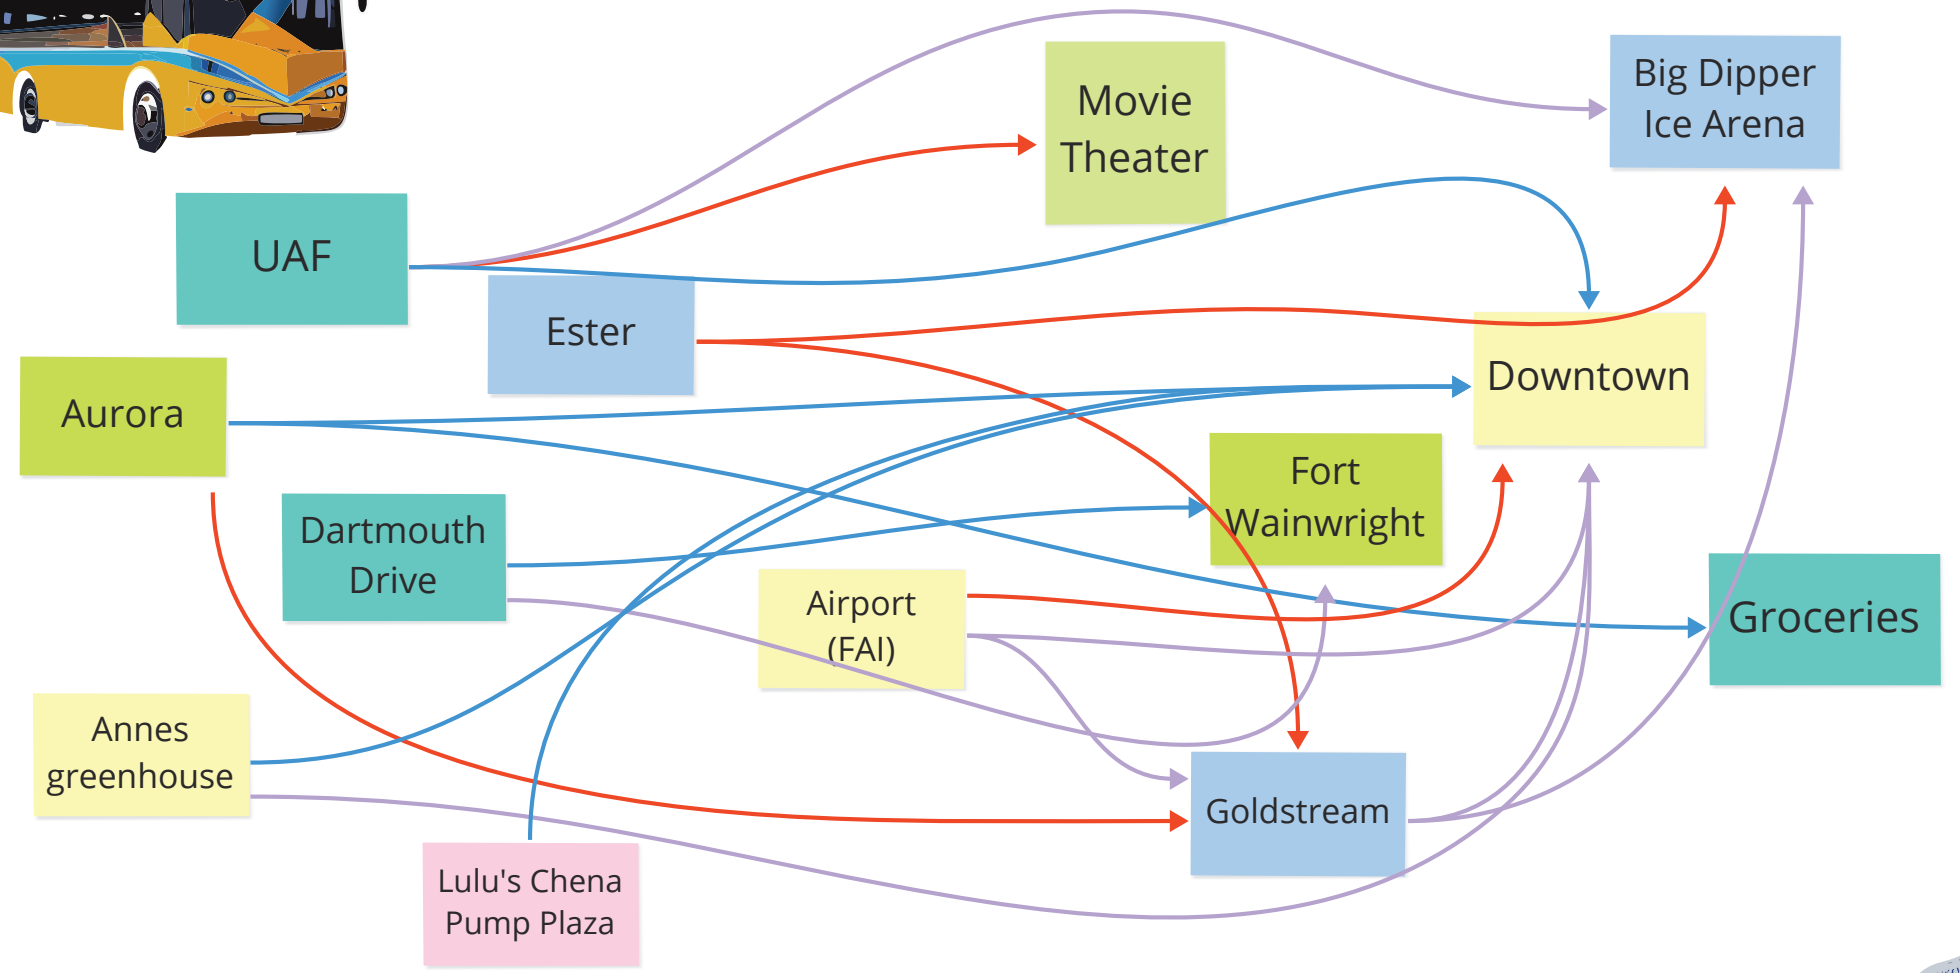 Movie
Theater
Big Dipper
Ice Arena
UAF
Ester
Downtown
Aurora
Fort
Wainwright
Dartmouth
Drive
Airport
(FAI)
Groceries
Annes
greenhouse
Goldstream
Lulu's Chena
Pump Plaza